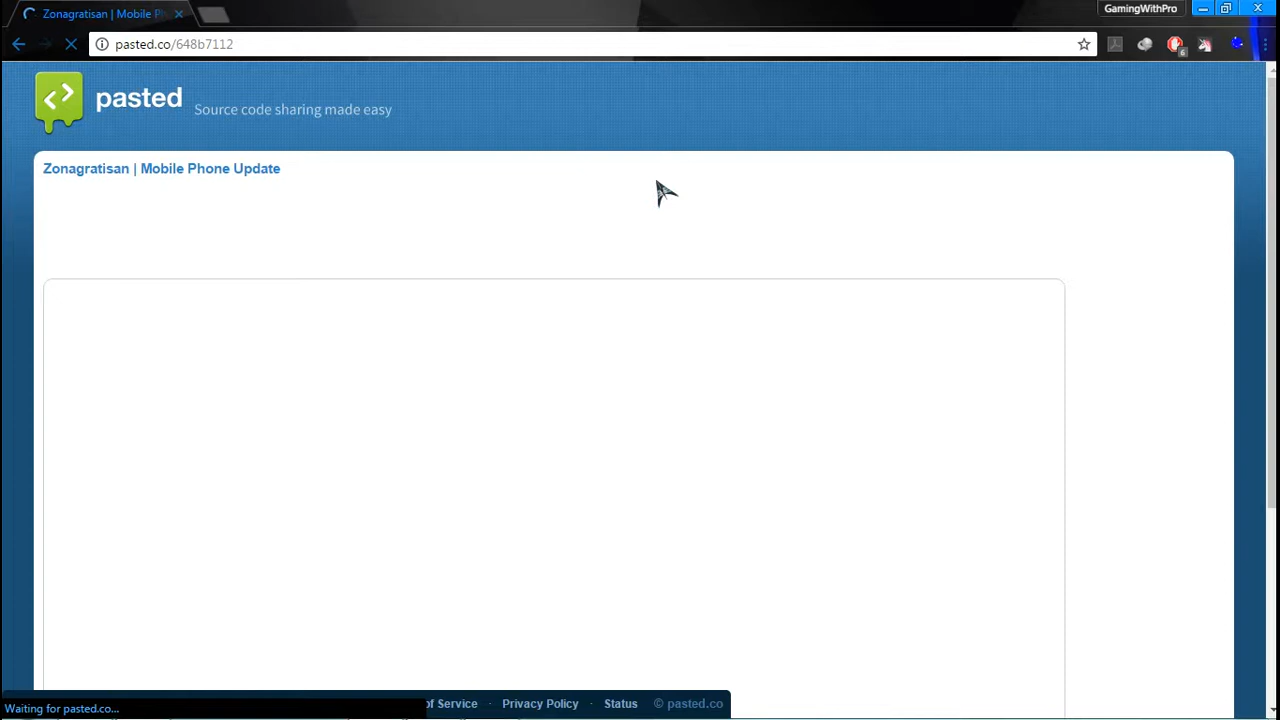 Zonagratisan | Mobile P
GamingWithPro
pasted.co/648b7112
6
pasted Source code sharing made easy
Zonagratisan | Mobile Phone Update
Waiting for pasted.co...
of Service · Privacy Policy · Status © pasted.co